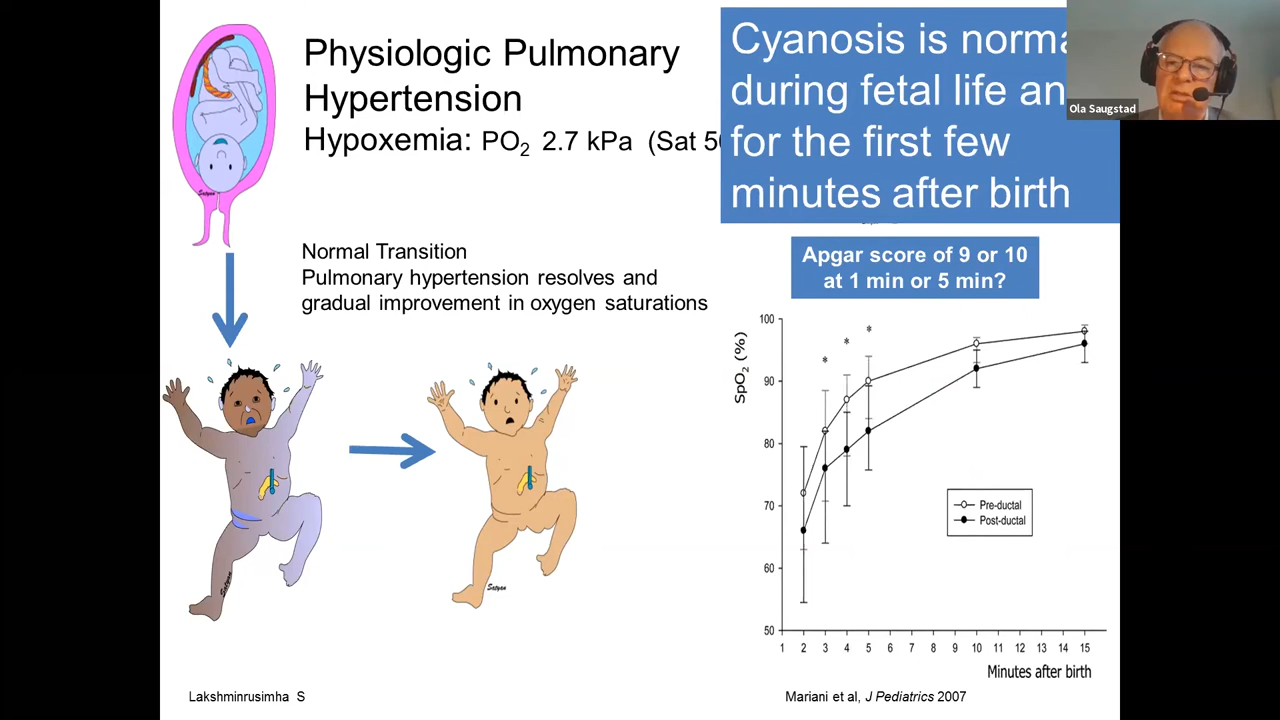 Physiologic Pulmonary
Hypertension
Hypoxemia: PO2 2.7 kPa (Sat
Cyanosis is
during fetal life
for the first few
minutes after birth
Ola Saugstad
Satyan
Normal Transition
Pulmonary hypertension resolves and
gradual improvement in oxygen saturations
Apgar score of 9 or 10
at 1 min or 5 min?
100
90
80
70
60
50
SpO2 (%)
* * *
Pre-ductal
Post-ductal
1 2 3 4 5 6 7 8 9 10 11 12 13 14 15
Minutes after birth
Satyan
Satyan
Lakshminrusimha S
Mariani et al, J Pediatrics 2007